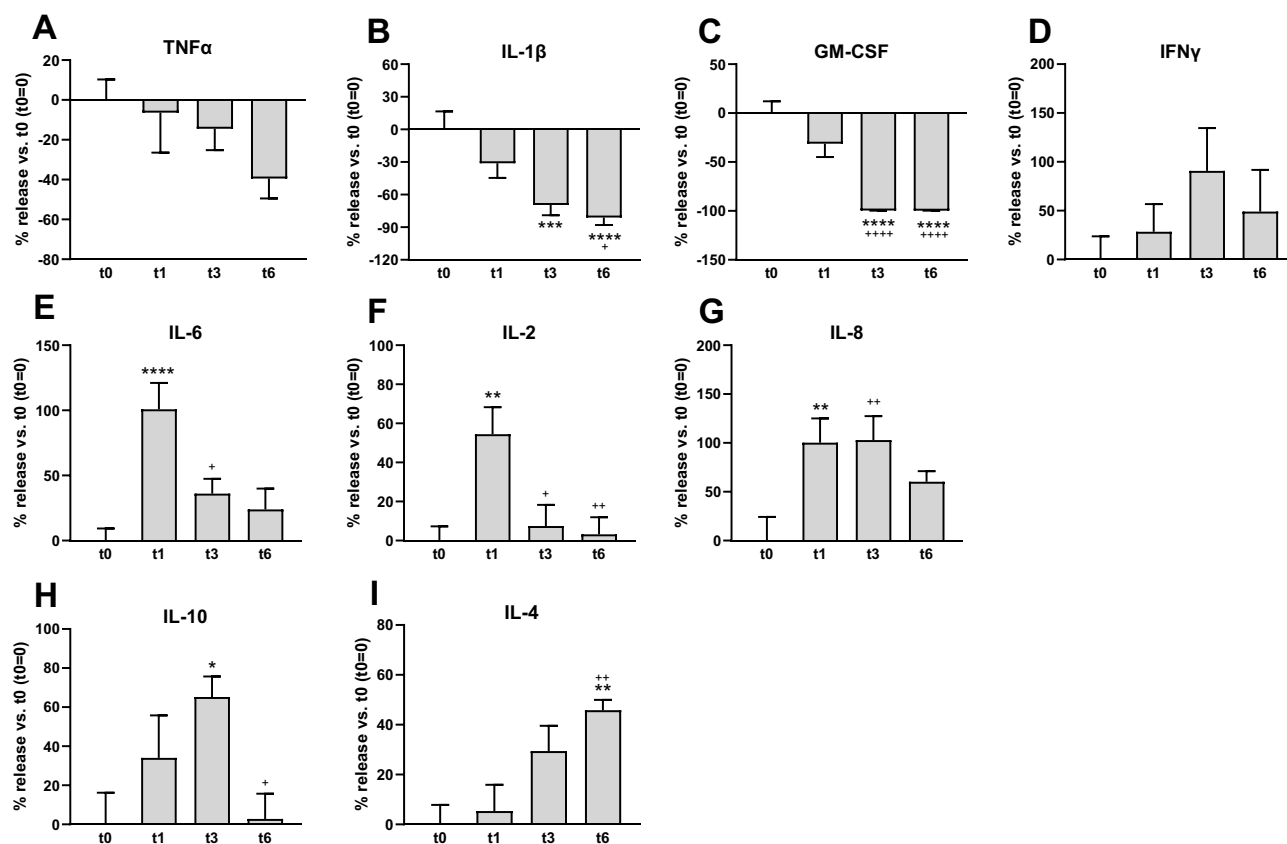 A
TNFα
% release vs. t0 (t0=0)
20
0
-20
-40
-60
-80
t0 t1 t3 t6
B
IL-1β
% release vs. t0 (t0=0)
60
30
0
-30
-60
-90
-120
***
****
+
t0 t1 t3 t6
C
GM-CSF
% release vs. t0 (t0=0)
50
0
-50
-100
-150
**** ****
++++ ++++
t0 t1 t3 t6
D
IFNγ
% release vs. t0 (t0=0)
200
150
100
50
0
t0 t1 t3 t6
E
IL-6
% release vs. t0 (t0=0)
150
100
50
0
****
+
t0 t1 t3 t6
F
IL-2
% release vs. t0 (t0=0)
100
80
60
40
20
0
**
+
++
t0 t1 t3 t6
G
IL-8
% release vs. t0 (t0=0)
200
150
100
50
0
** ++
t0 t1 t3 t6
H
IL-10
% release vs. t0 (t0=0)
100
80
60
40
20
0
*
+
t0 t1 t3 t6
I
IL-4
% release vs. t0 (t0=0)
80
60
40
20
0
++
**
t0 t1 t3 t6